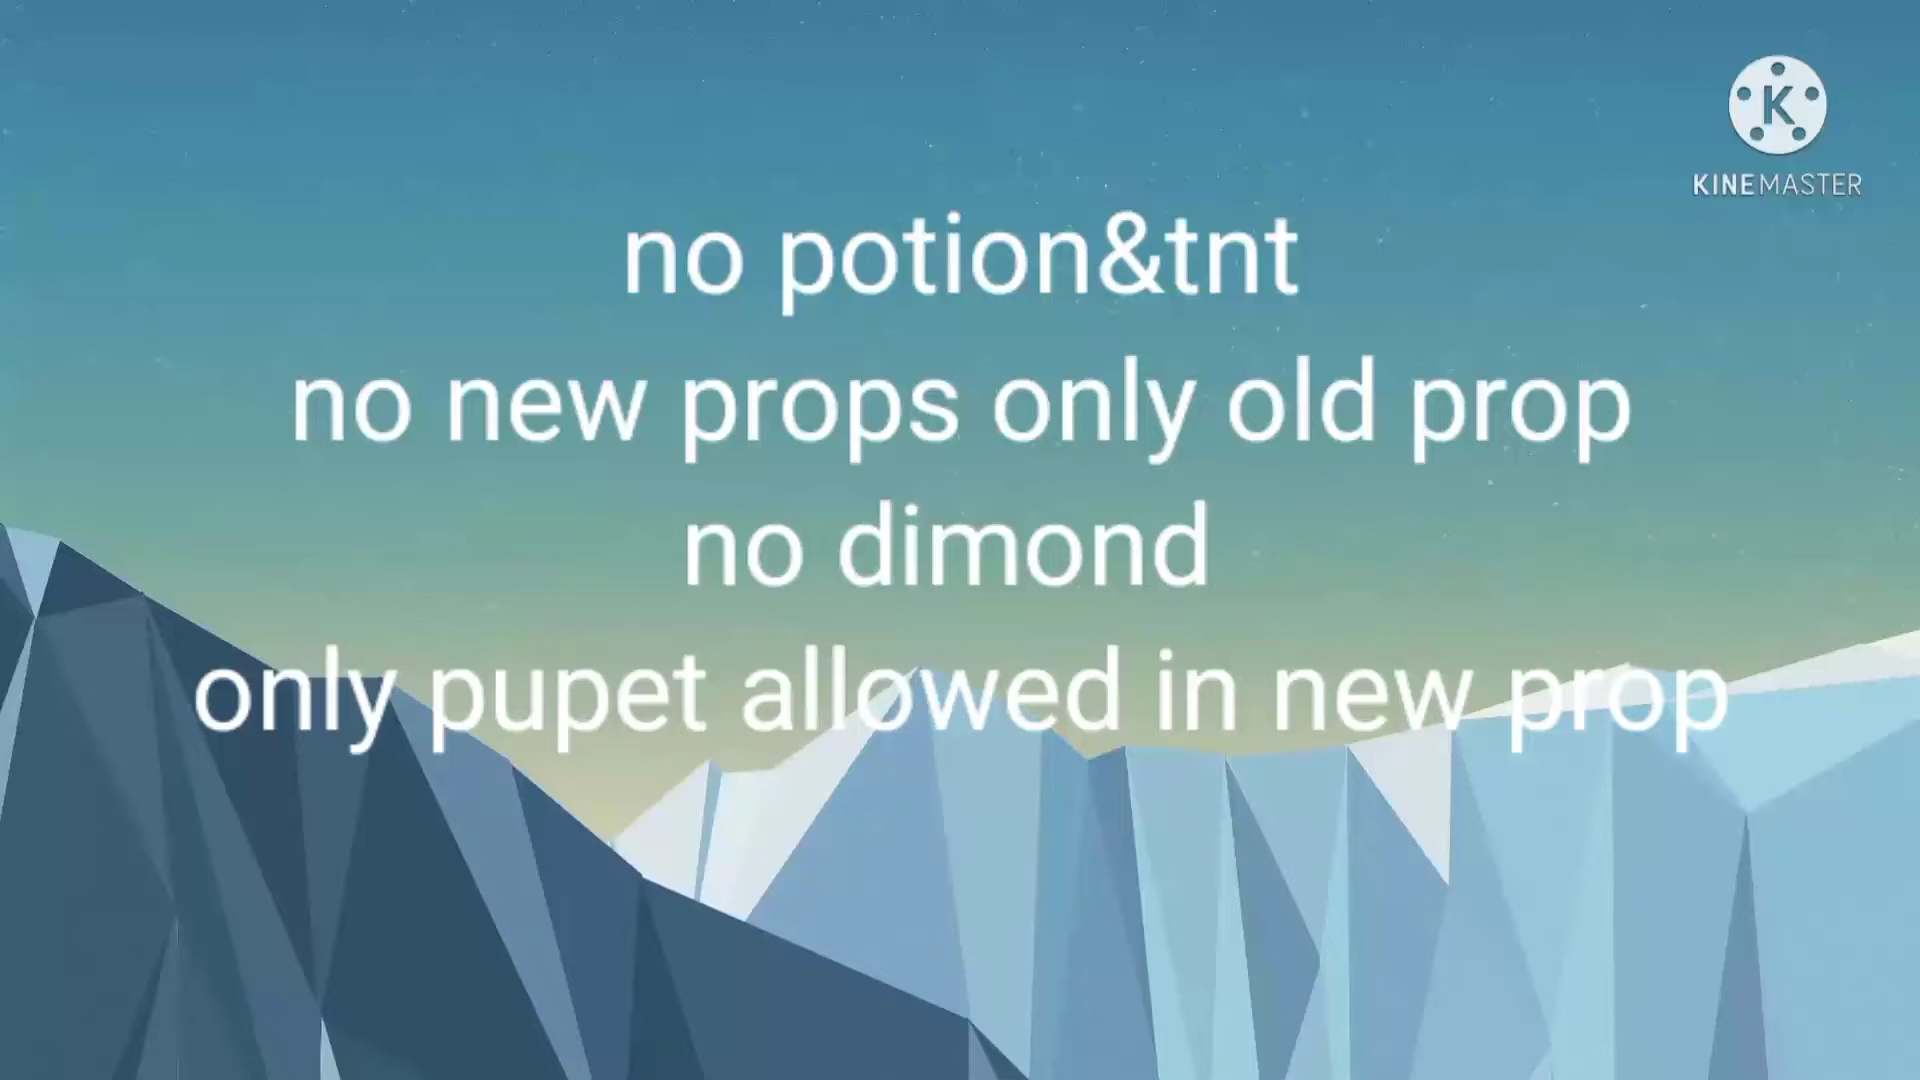 K
KINEMASTER
no potion&tnt
no new props only old prop
no dimond
only pupet allowed in new prop